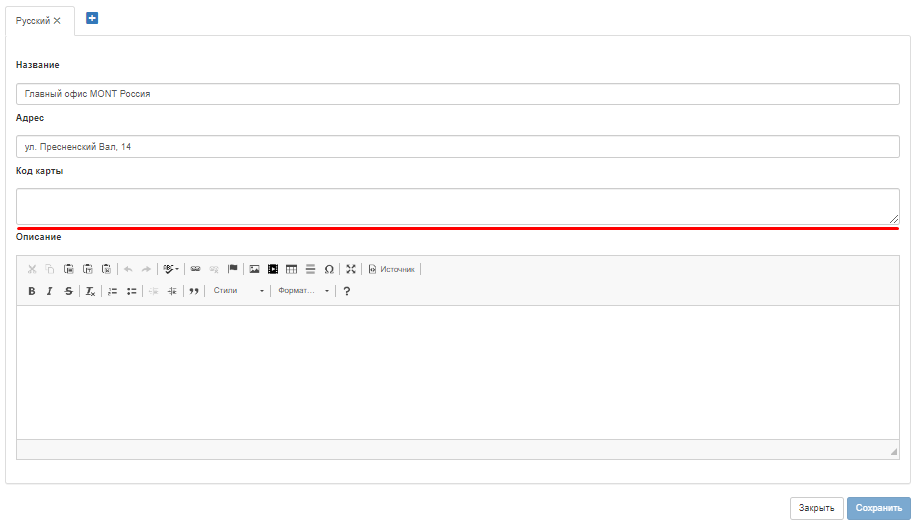 Русский
Название
Главный офис MONT Россия
Адрес
ул. Пресненский Вал, 14
Код карты
Описание
Источник
Стили Формат... ?
Закрыть Сохранить